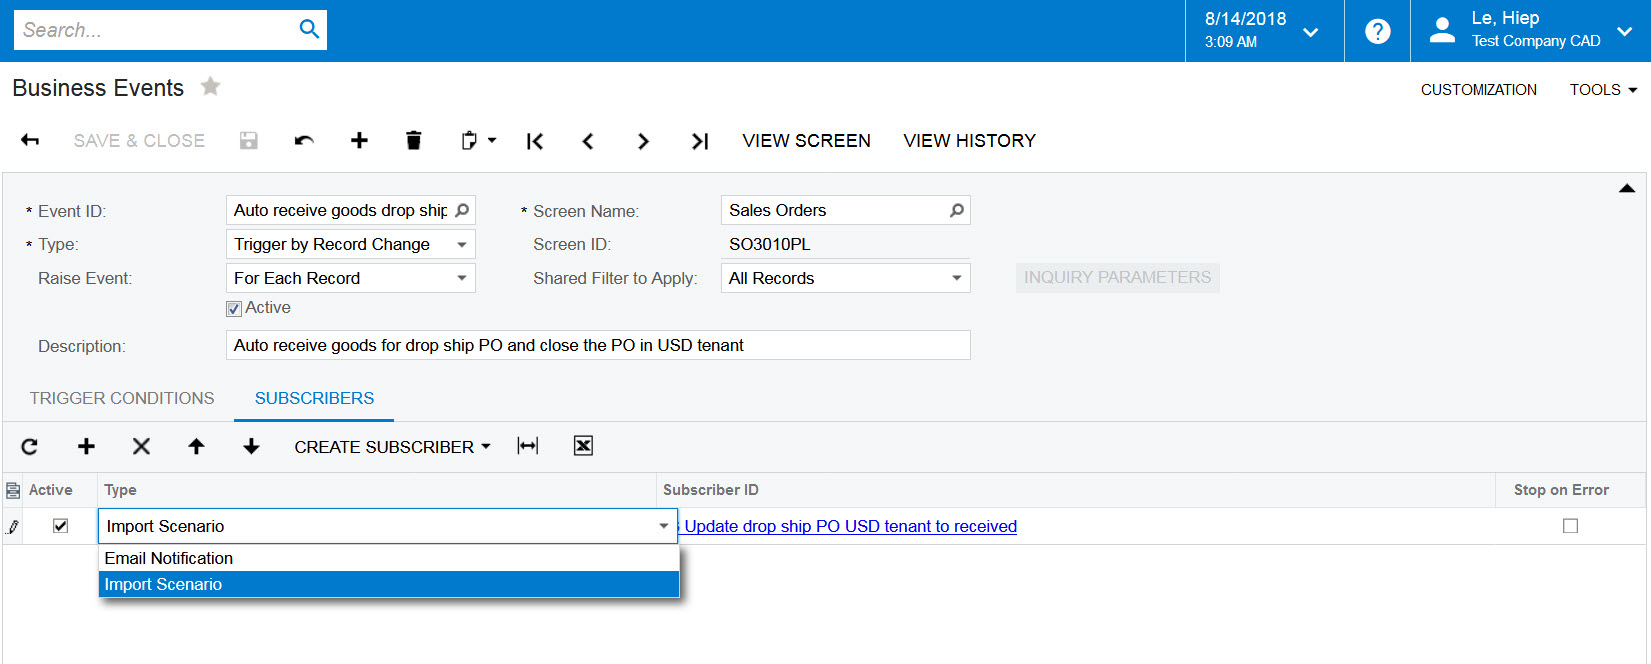 Search...
8/14/2018
3:09 AM
?
Le, Hiep
Test Company CAD
Business Events
CUSTOMIZATION
TOOLS
SAVE & CLOSE
VIEW SCREEN
VIEW HISTORY
* Event ID:
Auto receive goods drop ship
* Screen Name:
Sales Orders
* Type:
Trigger by Record Change
Screen ID:
SO3010PL
Raise Event:
For Each Record
Shared Filter to Apply:
All Records
INQUIRY PARAMETERS
Active
Description:
Auto receive goods for drop ship PO and close the PO in USD tenant
TRIGGER CONDITIONS
SUBSCRIBERS
CREATE SUBSCRIBER
Active
Type
Subscriber ID
Stop on Error
Import Scenario
Update drop ship PO USD tenant to received
Email Notification
Import Scenario